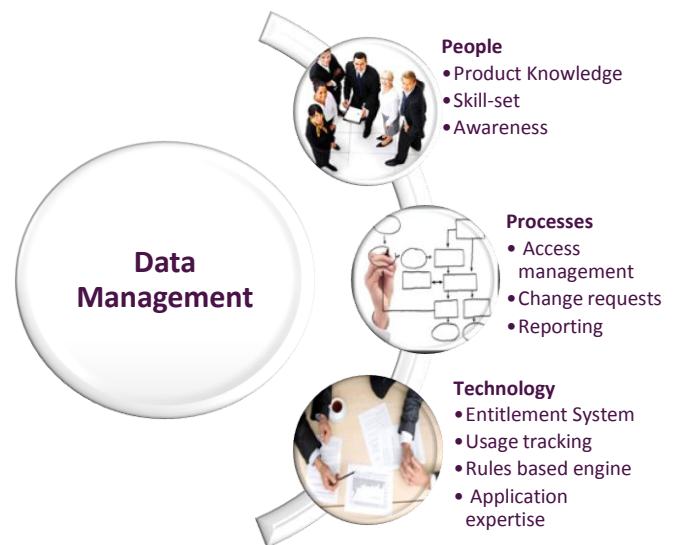 Data
Management
People
•Product Knowledge
•Skill-set
•Awareness
Processes
• Access
management
•Change requests
•Reporting
Technology
•Entitlement System
•Usage tracking
•Rules based engine
• Application
expertise